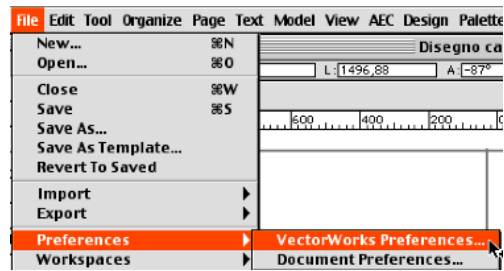 File Edit Tool Organize Page Text Model View AEC Design Palette
New... ⌘N
Disegno ca
Open... ⌘O
L: 1496,88 A: -87°
Close ⌘W
Save ⌘S
Save As...
600 400 200
Save As Template...
Revert To Saved
Import
Export
Preferences VectorWorks Preferences...
Workspaces Document Preferences...